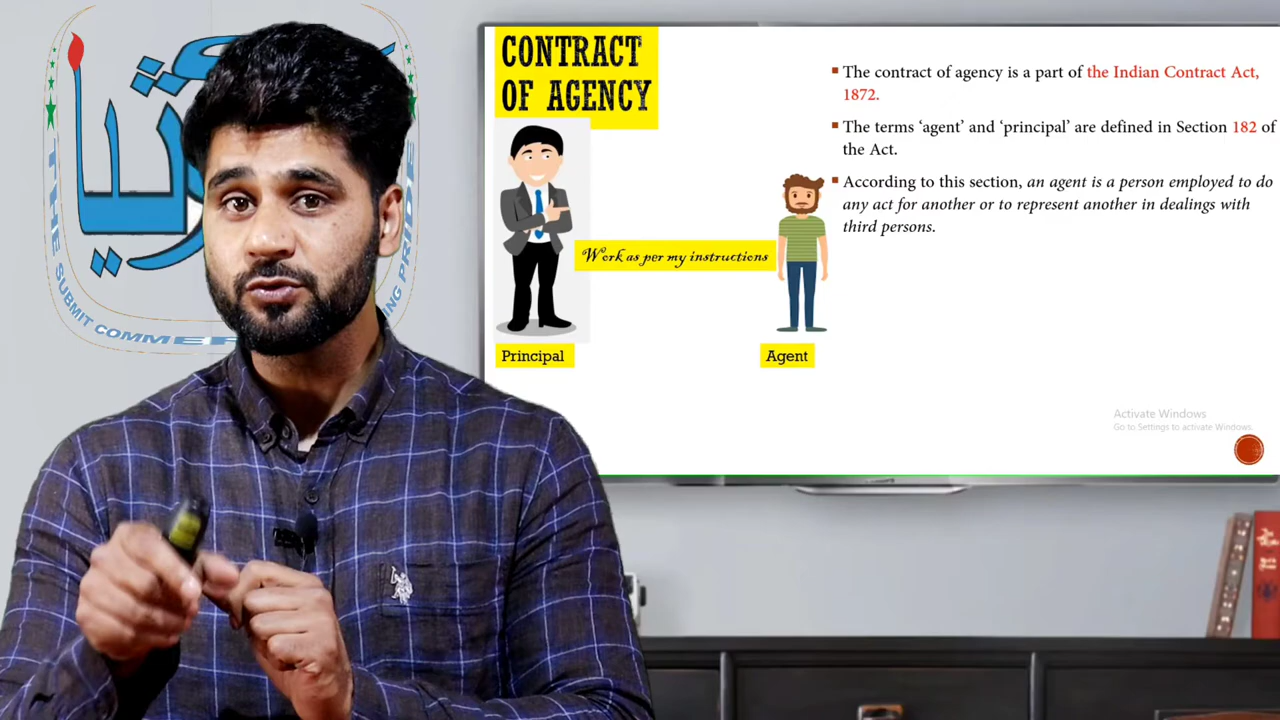 CONTRACT
OF AGENCY
Work as per my instructions
Principal
Agent
▪ The contract of agency is a part of the Indian Contract Act,
1872.
▪ The terms ‘agent’ and ‘principal’ are defined in Section 182 of
the Act.
▪ According to this section, an agent is a person employed to do
any act for another or to represent another in dealings with
third persons.
Activate Windows
Go to Settings to activate Windows.
THE SUMMIT COMME